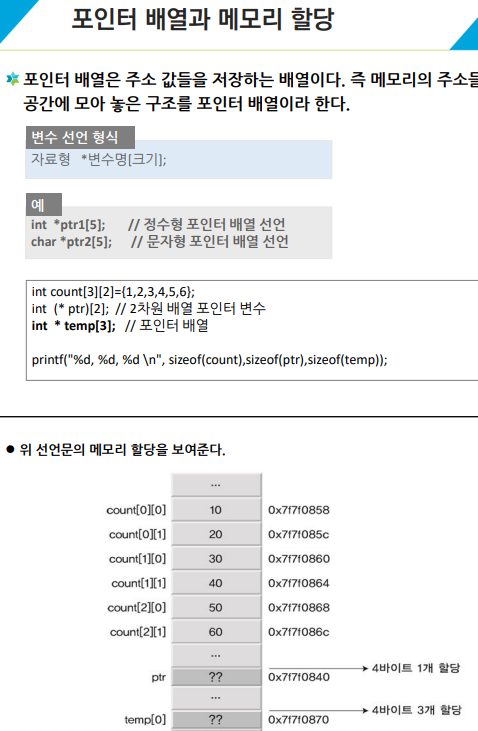 포인터 배열과 메모리 할당
포인터 배열은 주소 값들을 저장하는 배열이다. 즉 메모리의 주소들
공간에 모아 놓은 구조를 포인터 배열이라 한다.
변수 선언 형식
자료형 *변수명[크기];
예
int *ptr1[5]; // 정수형 포인터 배열 선언
char *ptr2[5]; // 문자형 포인터 배열 선언
int count[3][2]={1,2,3,4,5,6};
int (* ptr)[2]; // 2차원 배열 포인터 변수
int * temp[3]; // 포인터 배열
printf("%d, %d, %d \n", sizeof(count),sizeof(ptr),sizeof(temp));
● 위 선언문의 메모리 할당을 보여준다.
...
count[0][0] 10 0x7f7f0858
count[0][1] 20 0x7f7f085c
count[1][0] 30 0x7f7f0860
count[1][1] 40 0x7f7f0864
count[2][0] 50 0x7f7f0868
count[2][1] 60 0x7f7f086c
...
ptr ?? 0x7f7f0840 4바이트 1개 할당
...
temp[0] ?? 0x7f7f0870 4바이트 3개 할당